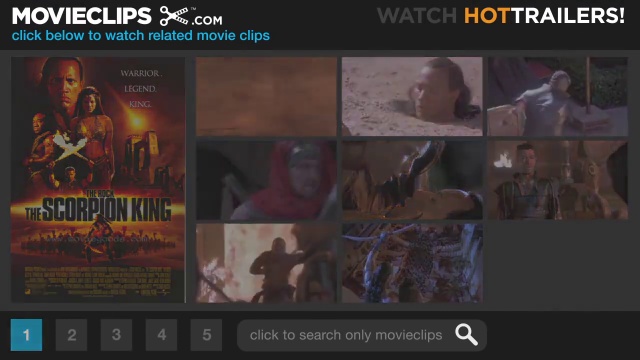 MOVIECLIPS .COM
WATCH HOTTRAILERS!
click below to watch related movie clips
WARRIOR.
LEGEND.
KING.
THE ROCK
THE SCORPION KING
1 2 3 4 5
click to search only movieclips